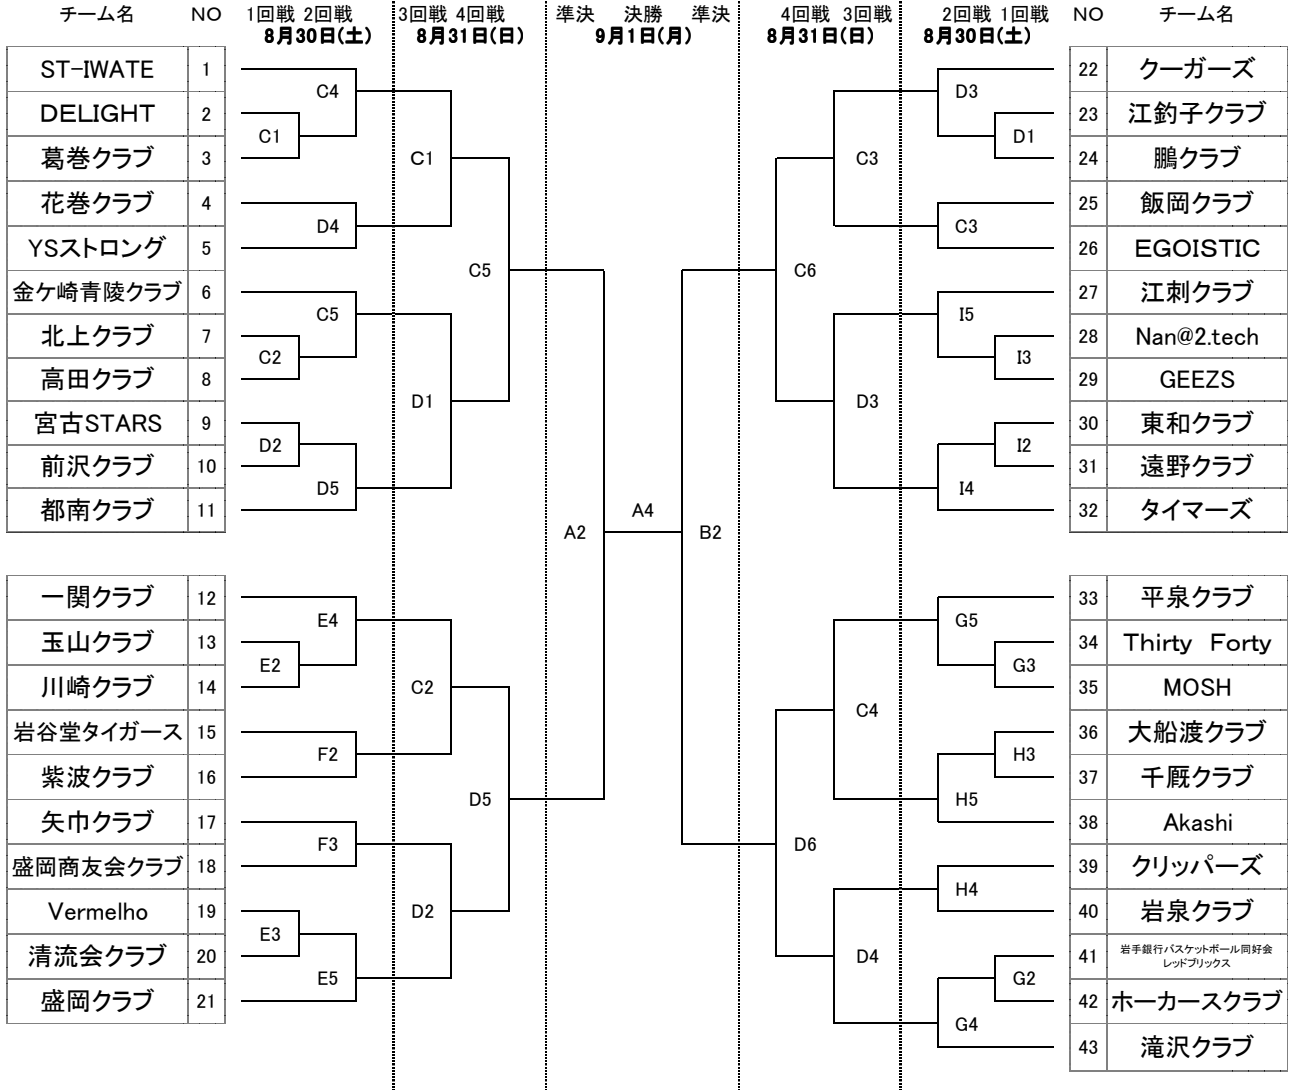 チーム名 NO 1回戦 2回戦 3回戦 4回戦 準決 決勝 準決 4回戦 3回戦 2回戦 1回戦 NO チーム名
8月30日(土) 8月31日(日) 9月1日(月) 8月31日(日) 8月30日(土)
ST-IWATE 1
DELIGHT 2
葛巻クラブ 3
花巻クラブ 4
YSストロング 5
金ケ崎青陵クラブ 6
北上クラブ 7
高田クラブ 8
宮古STARS 9
前沢クラブ 10
都南クラブ 11
一関クラブ 12
玉山クラブ 13
川崎クラブ 14
岩谷堂タイガース 15
紫波クラブ 16
矢巾クラブ 17
盛岡商友会クラブ 18
Vermelho 19
清流会クラブ 20
盛岡クラブ 21
C4
C1
D4
C5
C2
D2
D5
E4
E2
F2
F3
E3
E5
C1
D1
C2
D2
C5
D5
A2
A4
B2
C6
D6
C3
D3
C4
D4
D3
D1
C3
I5
I3
I2
I4
G5
G3
H3
H5
H4
G2
G4
22 クーガーズ
23 江釣子クラブ
24 鵬クラブ
25 飯岡クラブ
26 EGOISTIC
27 江刺クラブ
28 Nan@2.tech
29 GEEZS
30 東和クラブ
31 遠野クラブ
32 タイマーズ
33 平泉クラブ
34 Thirty Forty
35 MOSH
36 大船渡クラブ
37 千厩クラブ
38 Akashi
39 クリッパーズ
40 岩泉クラブ
41 岩手銀行バスケットボール同好会
レッドブリックス
42 ホーカースクラブ
43 滝沢クラブ